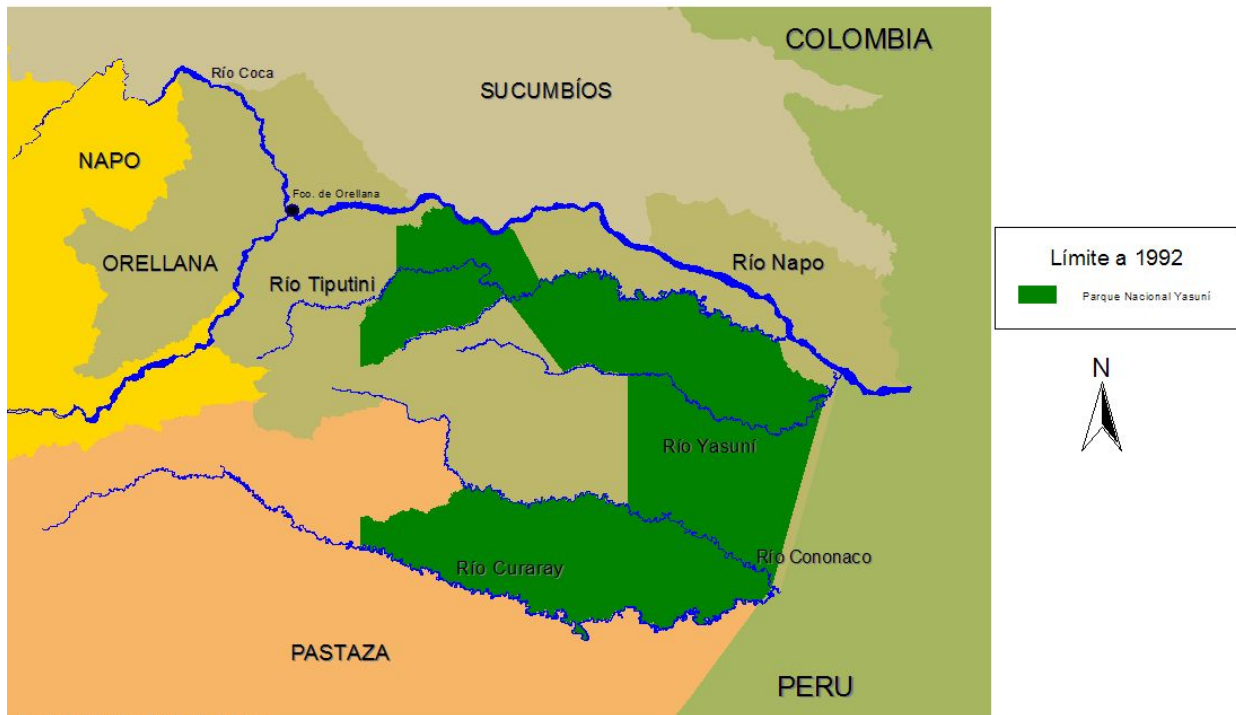 COLOMBIA
Río Coca
SUCUMBÍOS
NAPO
Fco. de Orellana
ORELLANA
Río Tiputini
Río Napo
Río Yasuní
Río Cononaco
Río Curaray
PASTAZA
PERU
Límite a 1992
Parque Nacional Yasuní
N